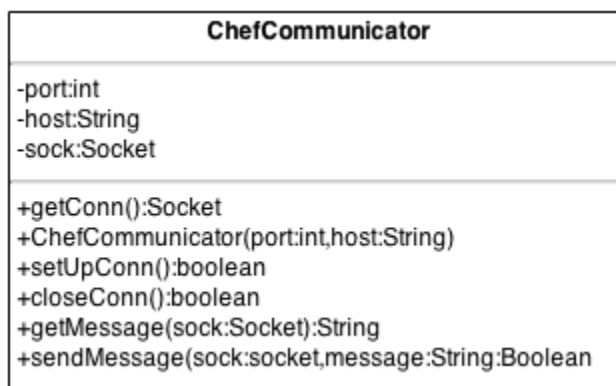 ChefCommunicator
-port:int
-host:String
-sock:Socket
+getConn():Socket
+ChefCommunicator(port:int,host:String)
+setUpConn():boolean
+closeConn():boolean
+getMessage(sock:Socket):String
+sendMessage(sock:socket,message:String:Boolean